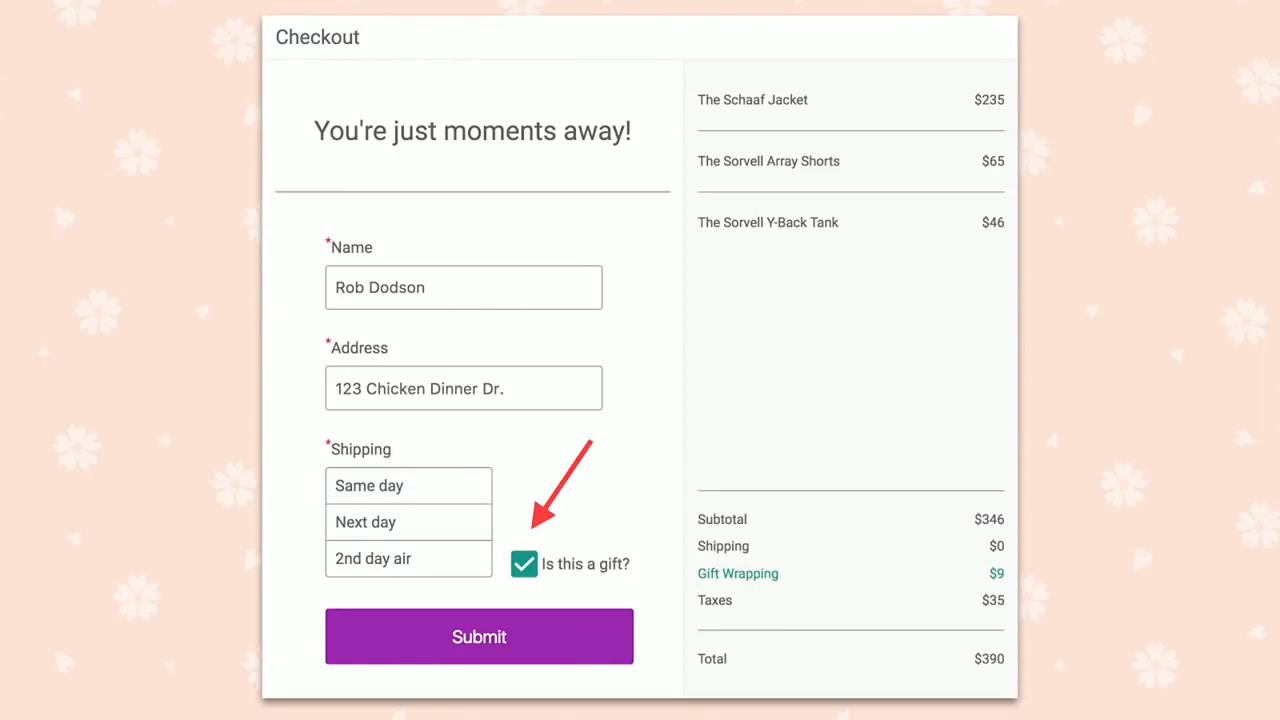 Checkout
You're just moments away!
*Name
Rob Dodson
*Address
123 Chicken Dinner Dr.
*Shipping
Same day
Next day
2nd day air
Is this a gift?
Submit
The Schaaf Jacket $235
The Sorvell Array Shorts $65
The Sorvell Y-Back Tank $46
Subtotal $346
Shipping $0
Gift Wrapping $9
Taxes $35
Total $390